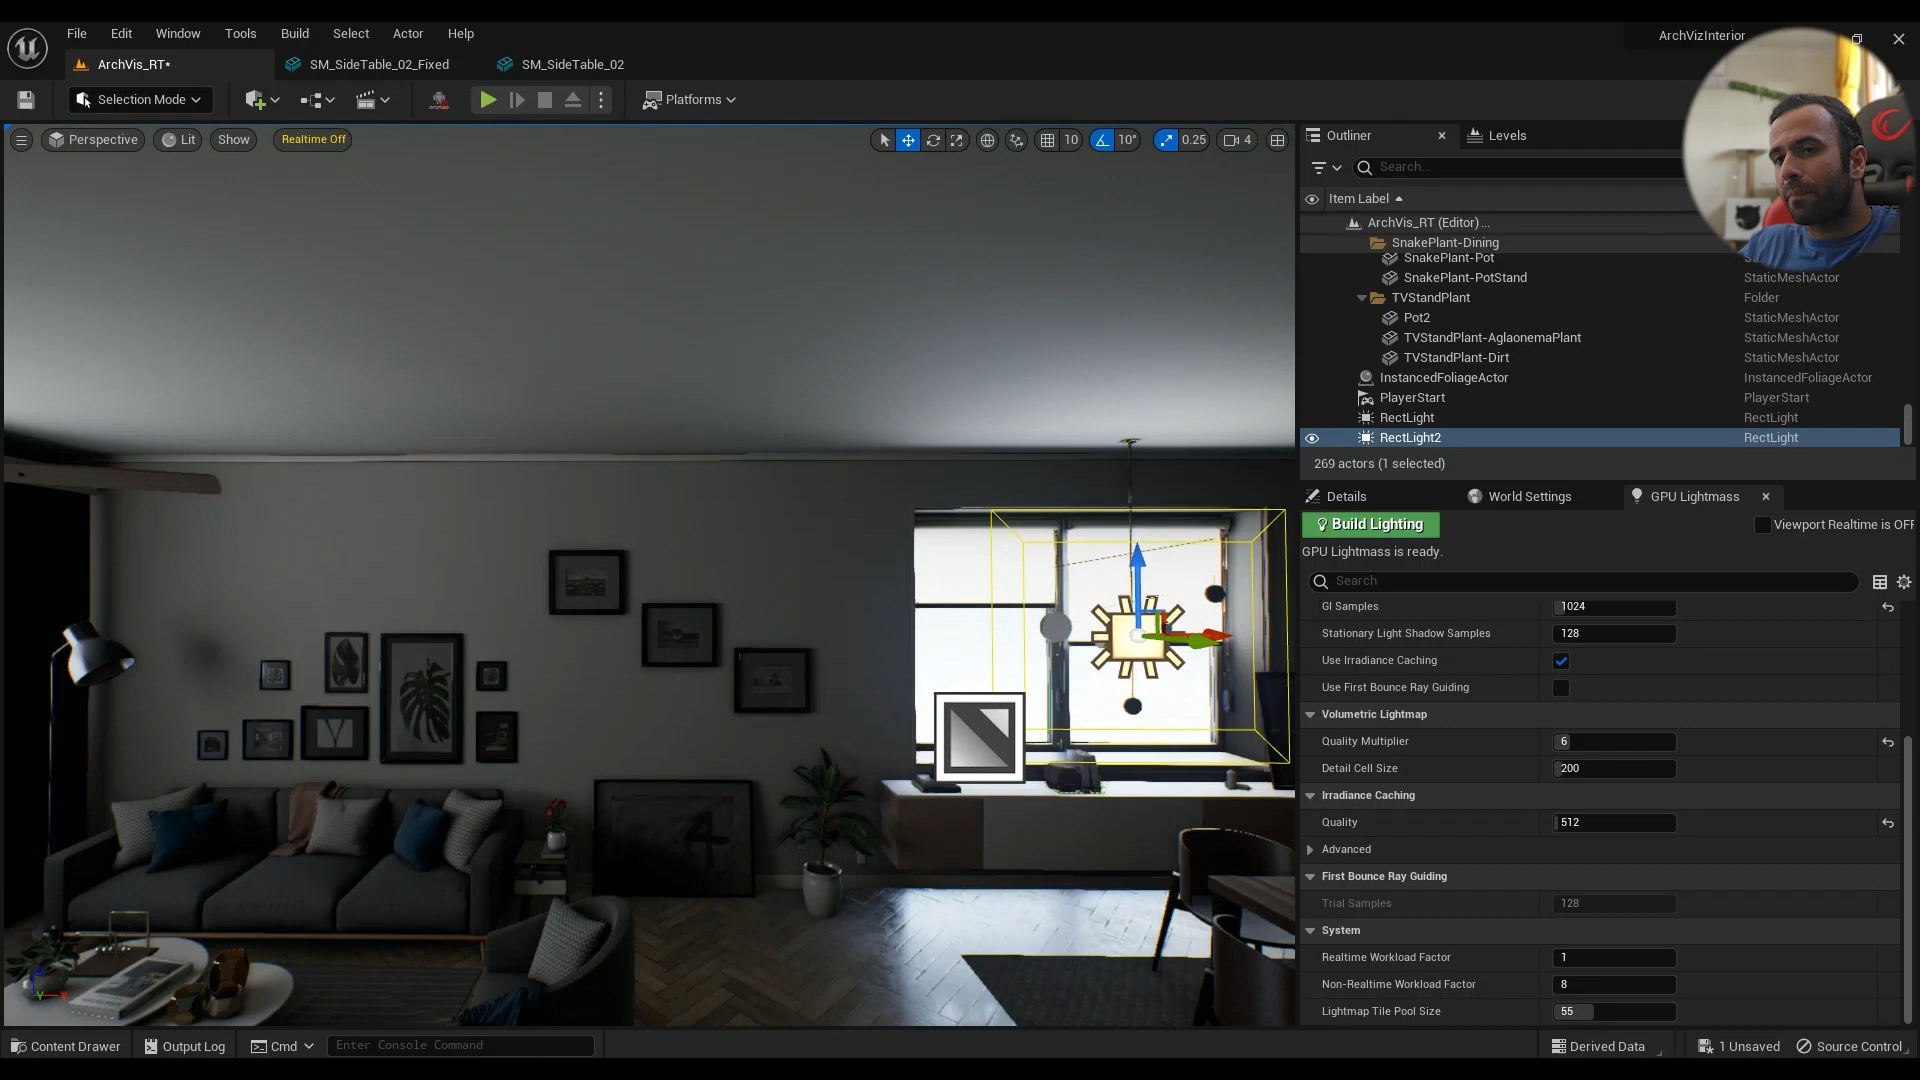 File Edit Window Tools Build Select Actor Help
ArchVizInterior
ArchVis_RT*
SM_SideTable_02_Fixed
SM_SideTable_02
Selection Mode
Platforms
Perspective
Lit
Show
Realtime Off
10
10°
0.25
4
Outliner
Levels
Search...
Item Label
ArchVis_RT (Editor)...
SnakePlant-Dining
SnakePlant-Pot
SnakePlant-PotStand StaticMeshActor
TVStandPlant Folder
Pot2 StaticMeshActor
TVStandPlant-AglaonemaPlant StaticMeshActor
TVStandPlant-Dirt StaticMeshActor
InstancedFoliageActor InstancedFoliageActor
PlayerStart PlayerStart
RectLight RectLight
RectLight2 RectLight
269 actors (1 selected)
Details
World Settings
GPU Lightmass
Build Lighting
Viewport Realtime is OFF
GPU Lightmass is ready.
Search
GI Samples 1024
Stationary Light Shadow Samples 128
Use Irradiance Caching
Use First Bounce Ray Guiding
Volumetric Lightmap
Quality Multiplier 6
Detail Cell Size 200
Irradiance Caching
Quality 512
Advanced
First Bounce Ray Guiding
Trial Samples 128
System
Realtime Workload Factor 1
Non-Realtime Workload Factor 8
Lightmap Tile Pool Size 55
Content Drawer
Output Log
Cmd
Enter Console Command
Derived Data
1 Unsaved
Source Control